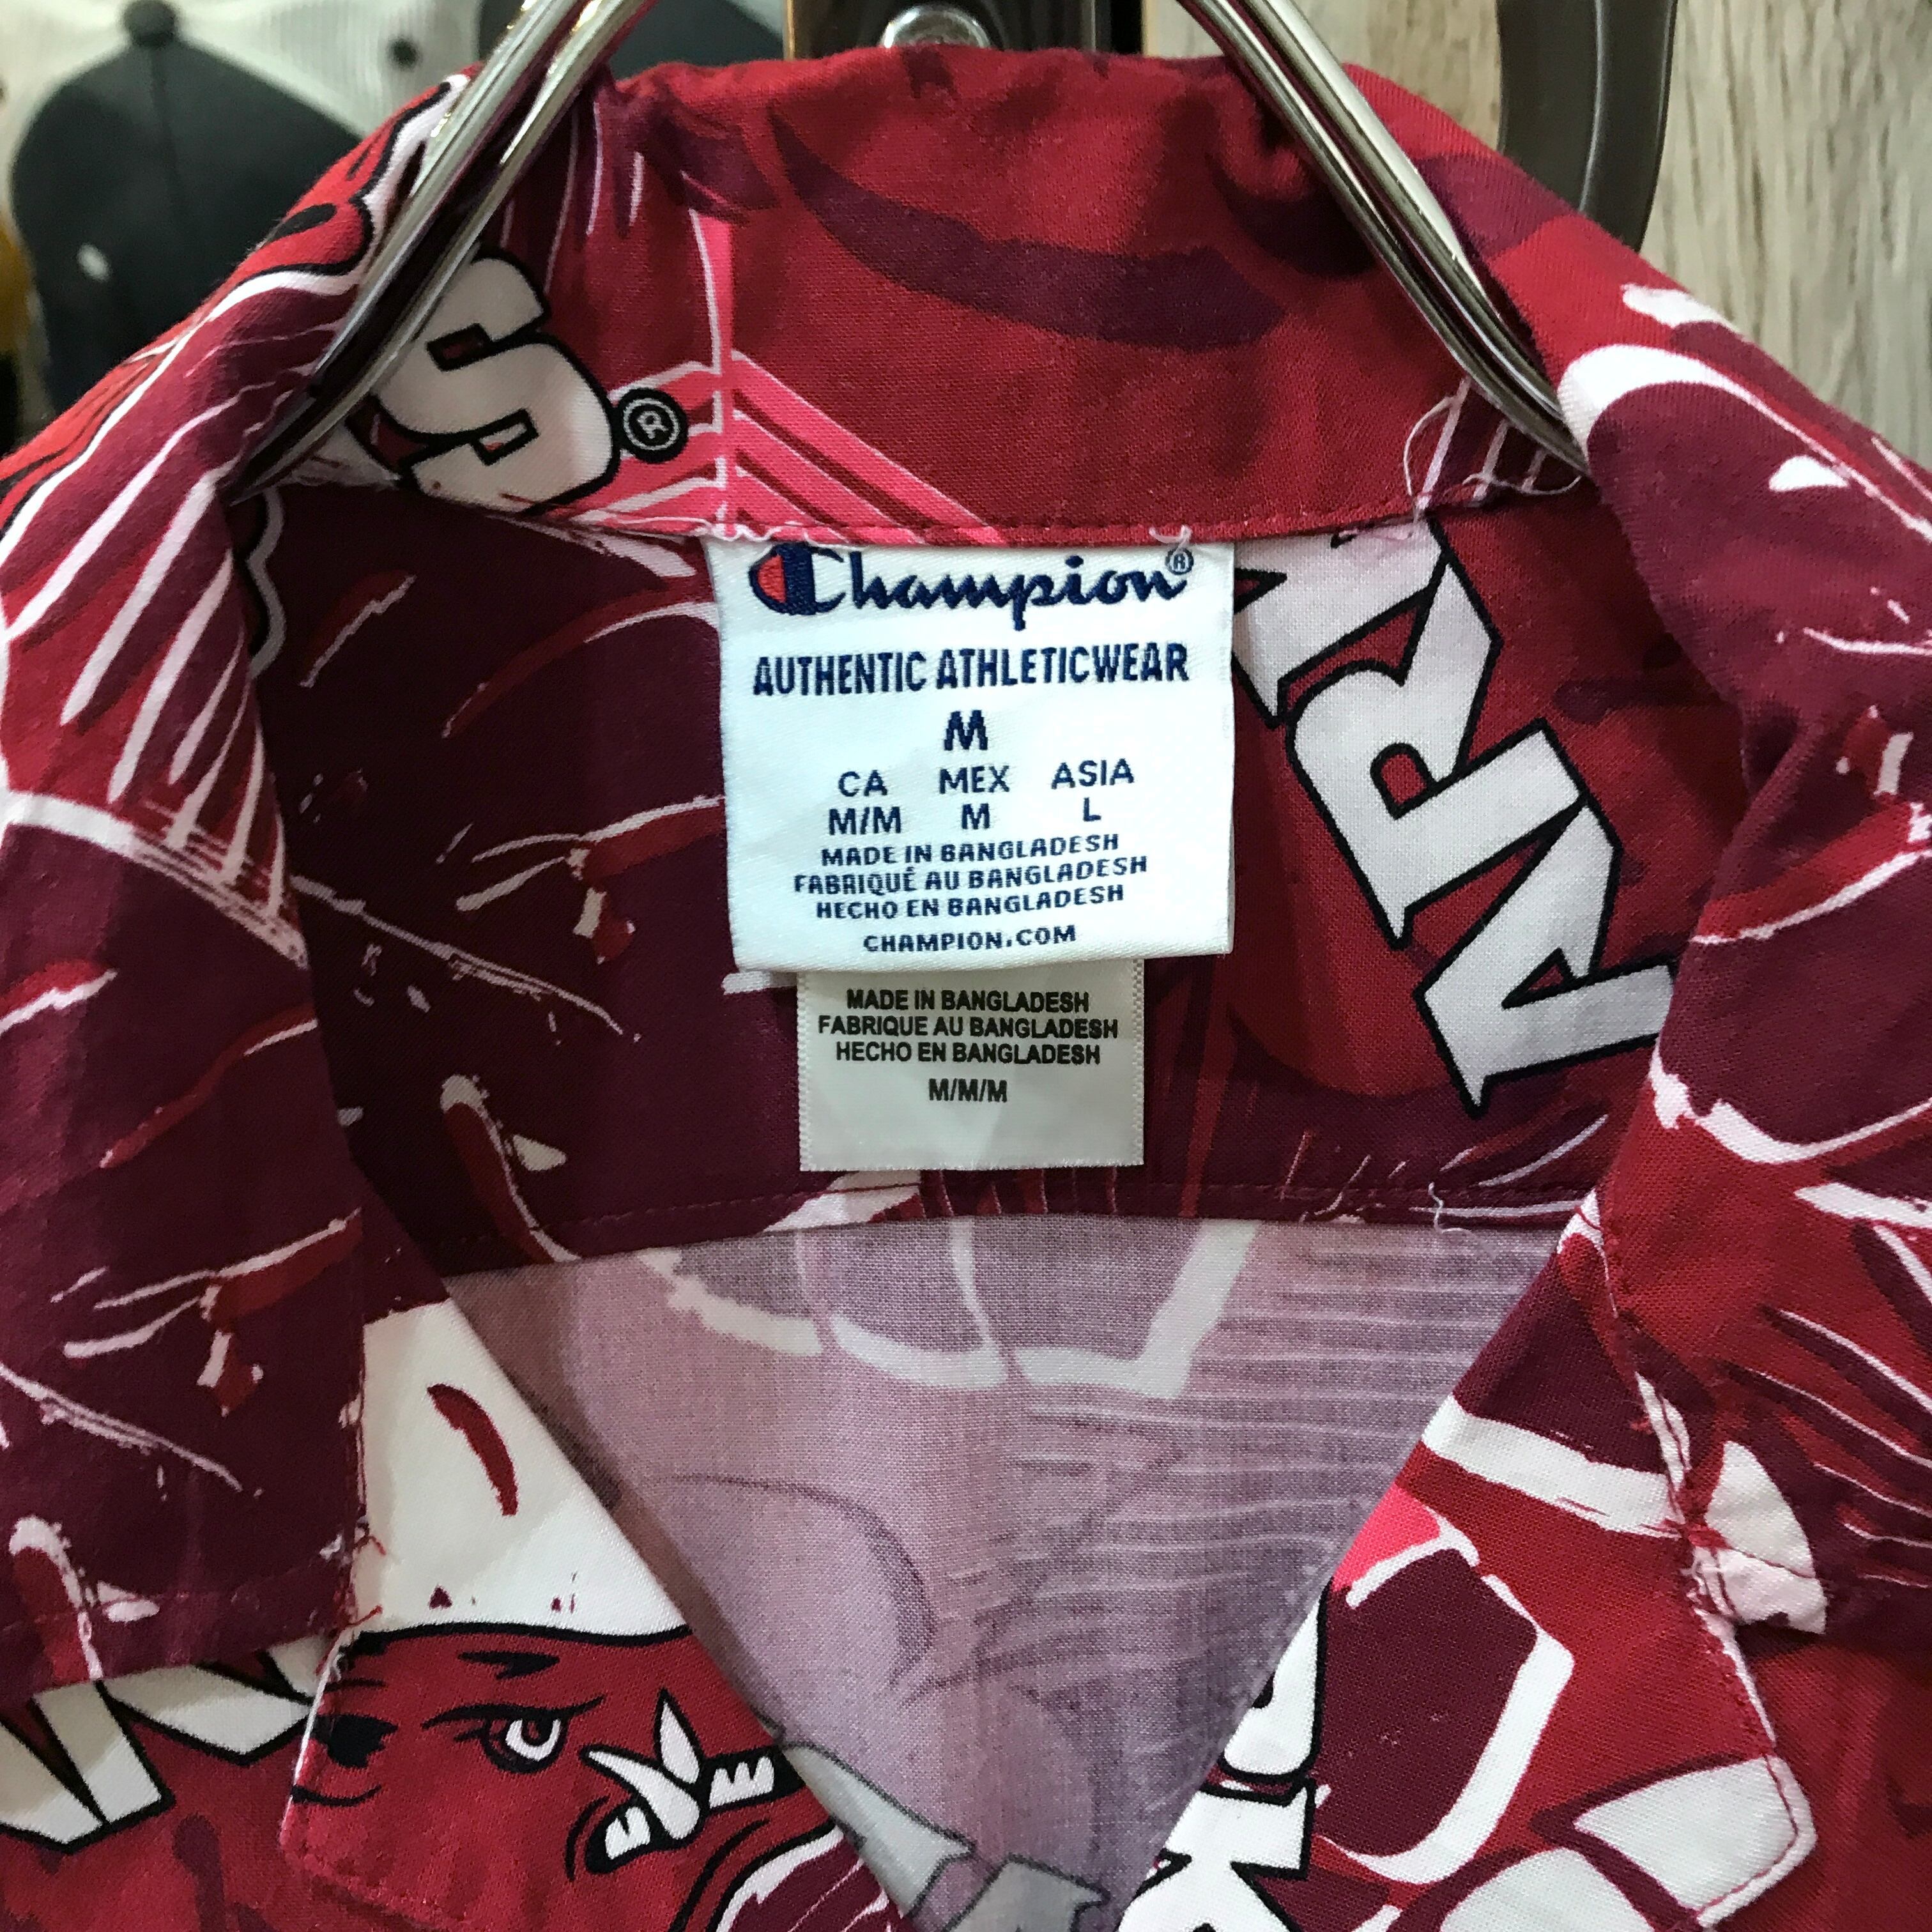 S®
Champion®
AUTHENTIC ATHLETICWEAR
M
CA MEX ASIA
M/M M L
MADE IN BANGLADESH
FABRIQUÉ AU BANGLADESH
HECHO EN BANGLADESH
CHAMPION.COM
MADE IN BANGLADESH
FABRIQUE AU BANGLADESH
HECHO EN BANGLADESH
M/M/M